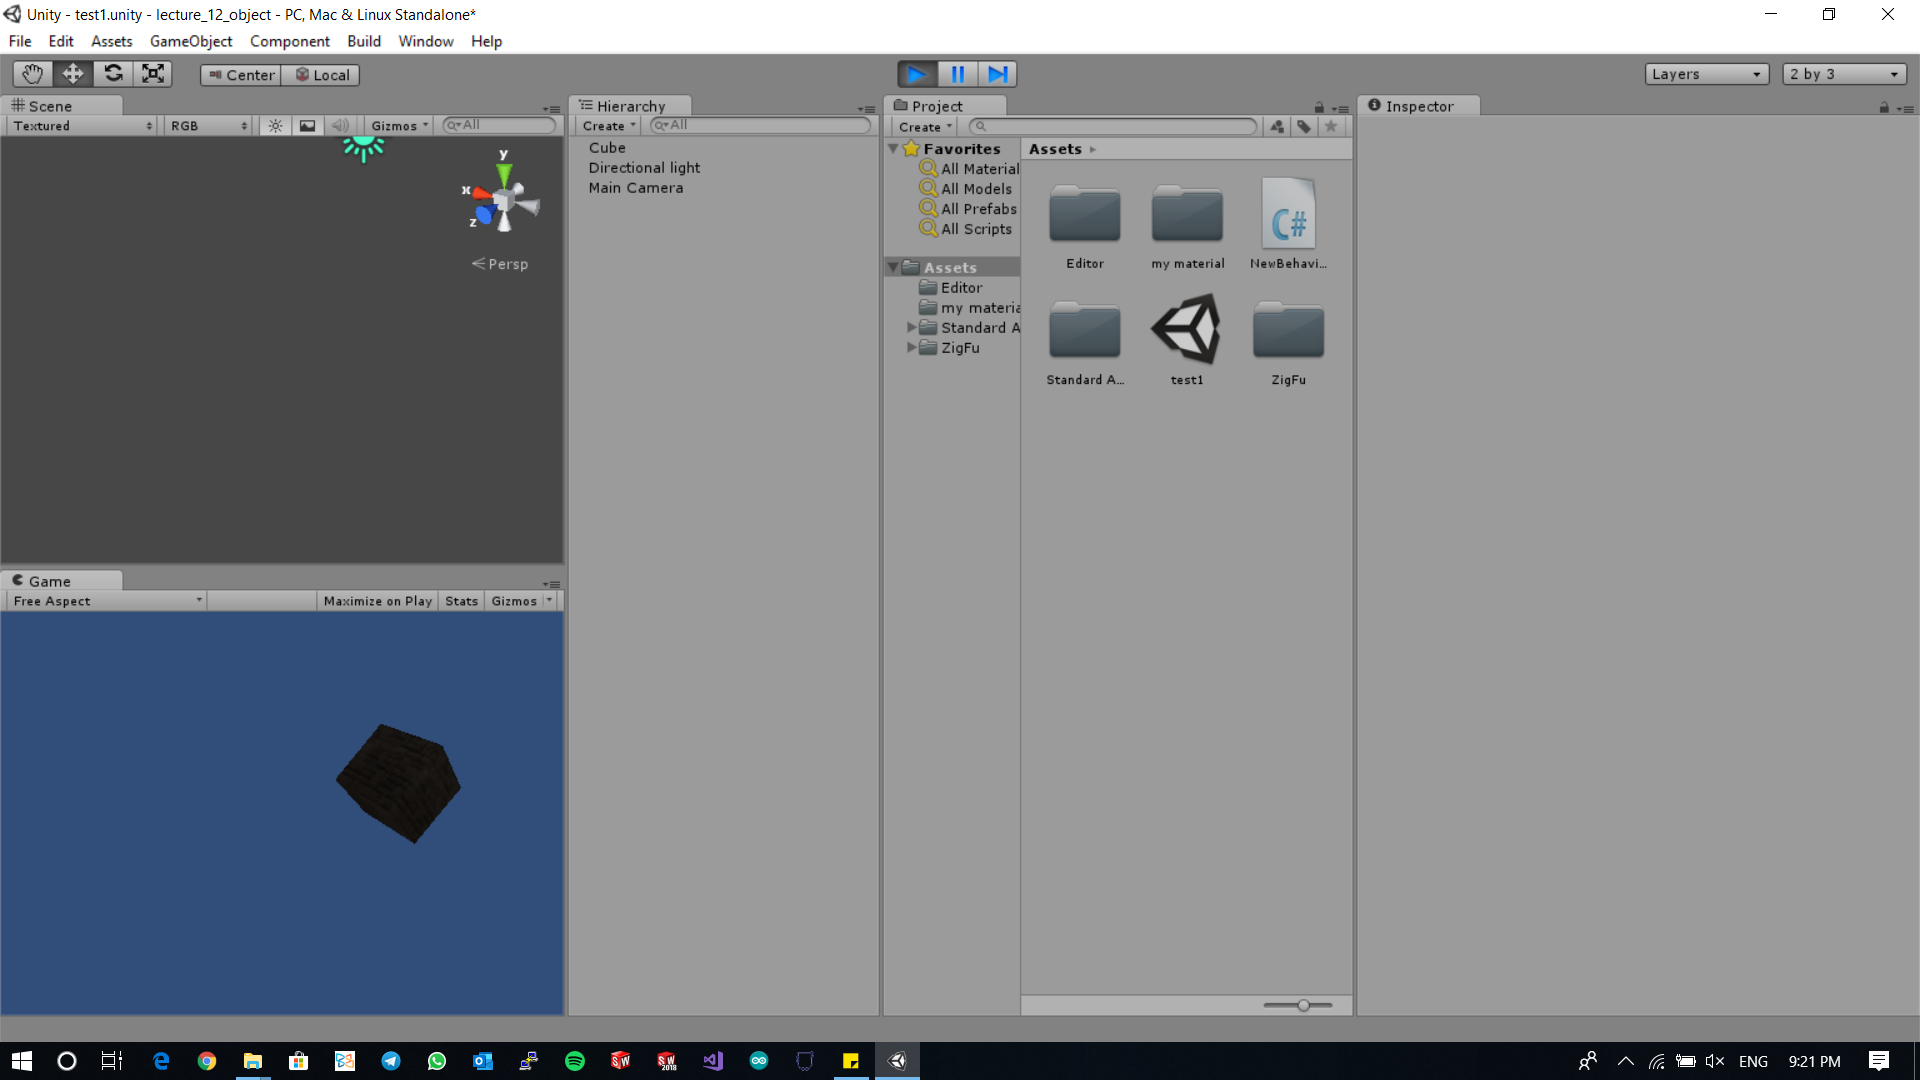 Unity - test1.unity - lecture_12_object - PC, Mac & Linux Standalone*
File Edit Assets GameObject Component Build Window Help
Center Local Layers 2 by 3
Scene
Textured RGB Gizmos All
y
x
z
Persp
Game
Free Aspect Maximize on Play Stats Gizmos
Hierarchy
Create All
Cube
Directional light
Main Camera
Project
Create
Favorites
All Material
All Models
All Prefabs
All Scripts
Assets
Editor
my materia
Standard A
ZigFu
Assets
C#
Editor my material NewBehavi...
Standard A... test1 ZigFu
Inspector
SW SW 2018
ENG 9:21 PM